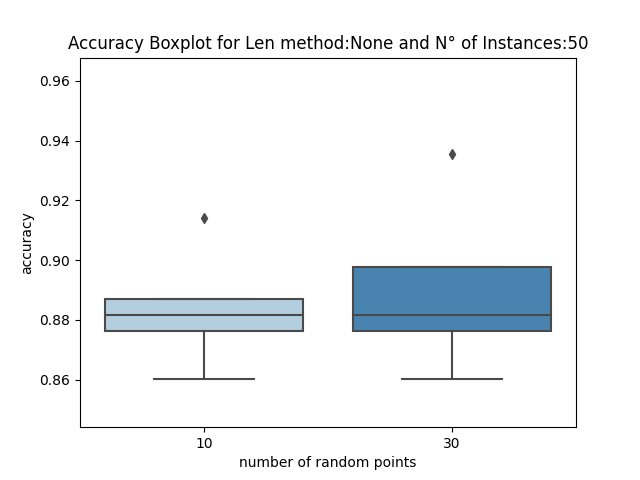 Accuracy Boxplot for Len method:None and N° of Instances:50
0.96
0.94
0.92
0.90
0.88
0.86
accuracy
10
30
number of random points